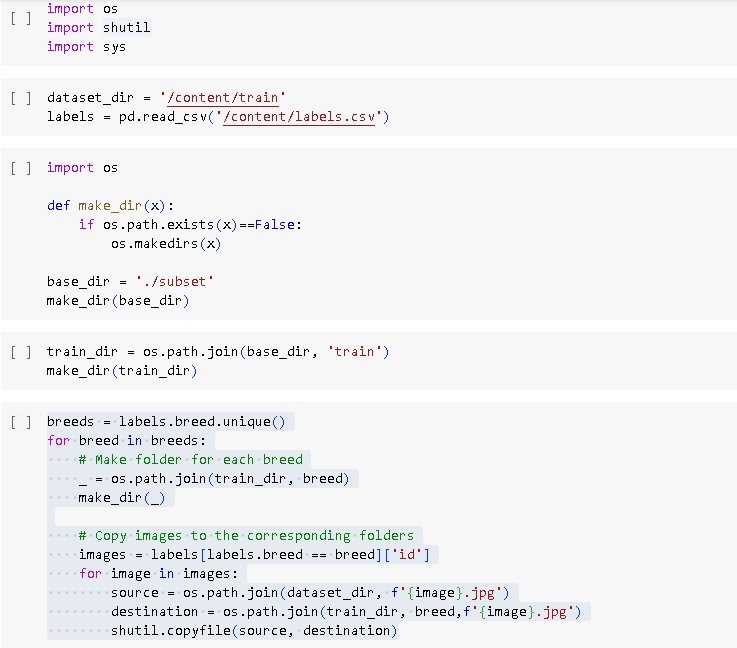 [ ] import os
import shutil
import sys
[ ] dataset_dir = '/content/train'
labels = pd.read_csv('/content/labels.csv')
[ ] import os
def make_dir(x):
if os.path.exists(x)==False:
os.makedirs(x)
base_dir = './subset'
make_dir(base_dir)
[ ] train_dir = os.path.join(base_dir, 'train')
make_dir(train_dir)
[ ] breeds = labels.breed.unique()
for breed in breeds:
# Make folder for each breed
_ = os.path.join(train_dir, breed)
make_dir(_)
# Copy images to the corresponding folders
images = labels[labels.breed == breed]['id']
for image in images:
source = os.path.join(dataset_dir, f'{image}.jpg')
destination = os.path.join(train_dir, breed,f'{image}.jpg')
shutil.copyfile(source, destination)